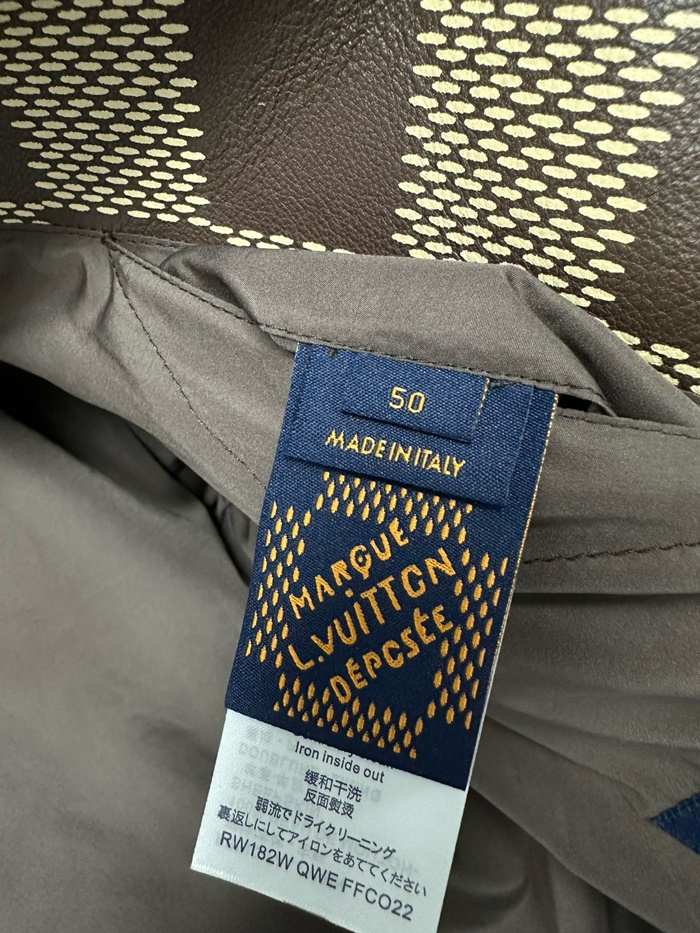 50
MADE IN ITALY
MARQUE
L.VUITTON
DÉPOSÉE
Iron inside out
缓和干洗
反面熨烫
弱流でドライクリーニング
裏返しにしてアイロンをあててください
RW182W QWE FFCO22